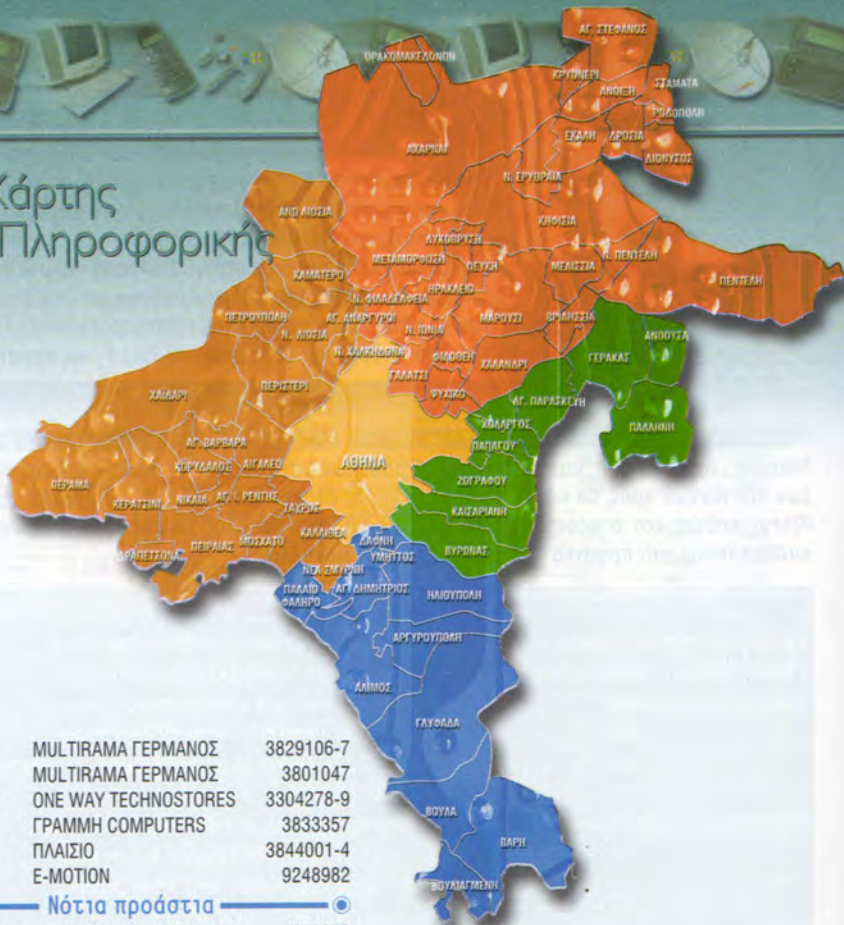 Χάρτης
Πληροφορικής
ΑΓ. ΣΤΕΦΑΝΟΣ
ΘΡΑΚΟΜΑΚΕΔΟΝΩΝ
ΚΡΥΟΝΕΡΙ
ΣΤΑΜΑΤΑ
ΑΝΟΙΞΗ
ΡΟΔΟΠΟΛΗ
ΕΚΑΛΗ
ΔΡΟΣΙΑ
ΑΧΑΡΝΑΙ
ΔΙΟΝΥΣΟΣ
Ν. ΕΡΥΘΡΑΙΑ
ΑΝΩ ΛΙΟΣΙΑ
ΚΗΦΙΣΙΑ
ΛΥΚΟΒΡΥΣΗ
ΜΕΤΑΜΟΡΦΩΣΗ
ΠΕΥΚΗ
ΜΕΛΙΣΣΙΑ
Ν. ΠΕΝΤΕΛΗ
ΚΑΜΑΤΕΡΟ
ΠΕΝΤΕΛΗ
ΗΡΑΚΛΕΙΟ
Ν. ΦΙΛΑΔΕΛΦΕΙΑ
ΠΕΤΡΟΥΠΟΛΗ
ΑΓ. ΑΝΑΡΓΥΡΟΙ
ΜΑΡΟΥΣΙ
ΒΡΙΛΗΣΣΙΑ
Ν. ΛΙΟΣΙΑ
Ν. ΙΩΝΙΑ
ΑΝΘΟΥΣΑ
Ν. ΧΑΛΚΗΔΟΝΑ
ΦΙΛΟΘΕΗ
ΓΕΡΑΚΑΣ
ΓΑΛΑΤΣΙ
ΧΑΛΑΝΔΡΙ
ΠΕΡΙΣΤΕΡΙ
ΧΑΪΔΑΡΙ
ΨΥΧΙΚΟ
ΑΓ. ΠΑΡΑΣΚΕΥΗ
ΧΟΛΑΡΓΟΣ
ΠΑΛΛΗΝΗ
ΑΓ. ΒΑΡΒΑΡΑ
ΠΑΠΑΓΟΥ
ΚΟΡΥΔΑΛΟΣ
ΑΙΓΑΛΕΩ
ΑΘΗΝΑ
ΠΕΡΑΜΑ
ΖΟΓΡΑΦΟΥ
ΚΕΡΑΤΣΙΝΙ
ΝΙΚΑΙΑ
ΑΓ. Ι. ΡΕΝΤΗΣ
ΤΑΥΡΟΣ
ΚΑΙΣΑΡΙΑΝΗ
ΚΑΛΛΙΘΕΑ
ΔΡΑΠΕΤΣΩΝΑ
ΠΕΙΡΑΙΑΣ
ΜΟΣΧΑΤΟ
ΔΑΦΝΗ
ΥΜΗΤΤΟΣ
ΒΥΡΩΝΑΣ
ΝΕΑ ΣΜΥΡΝΗ
ΠΑΛΑΙΟ
ΦΑΛΗΡΟ
ΑΓ. ΔΗΜΗΤΡΙΟΣ
ΗΛΙΟΥΠΟΛΗ
ΑΡΓΥΡΟΥΠΟΛΗ
ΑΛΙΜΟΣ
ΓΛΥΦΑΔΑ
ΒΟΥΛΑ
ΒΑΡΗ
ΒΟΥΛΙΑΓΜΕΝΗ
MULTIRAMA ΓΕΡΜΑΝΟΣ 3829106-7
MULTIRAMA ΓΕΡΜΑΝΟΣ 3801047
ONE WAY TECHNOSTORES 3304278-9
ΓΡΑΜΜΗ COMPUTERS 3833357
ΠΛΑΙΣΙΟ 3844001-4
E-MOTION 9248982
Νότια προάστια